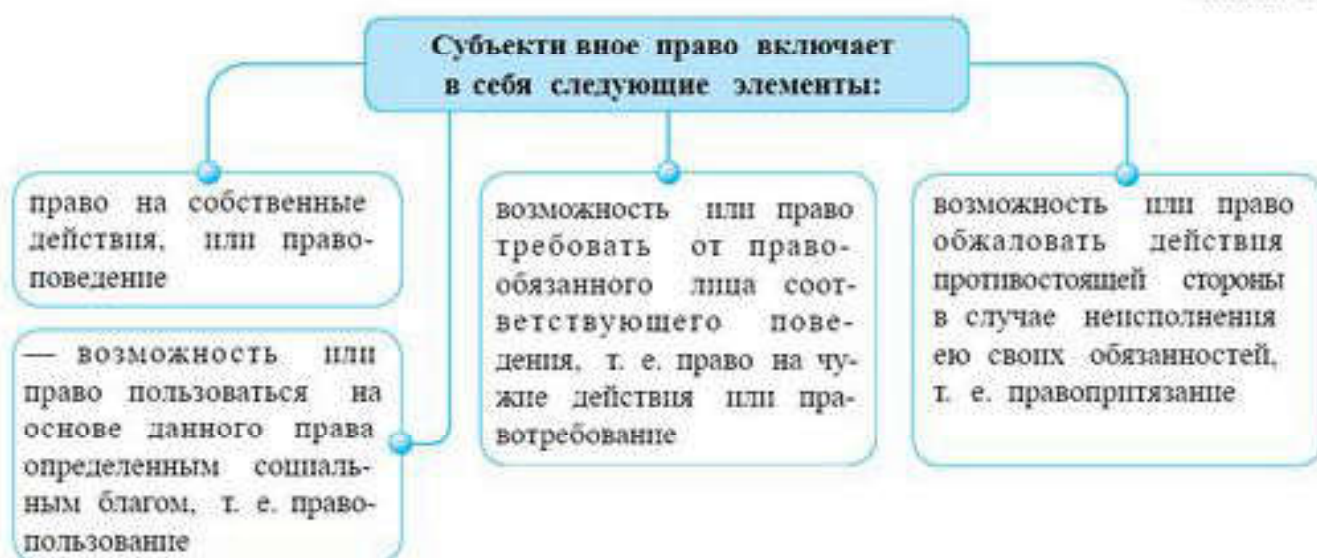 Субъекти вное право включает
в себя следующие элементы:
право на собственные
действия, или право-
поведение
— возможность или
право пользоваться на
основе данного права
определенным социаль-
ным благом, т. е. право-
пользование
возможность или право
требовать от право-
обязанного лица соот-
ветствующего пове-
дения, т. е. право на чу-
жие действия или пра-
вотребование
возможность или право
обжаловать действия
противостоящей стороны
в случае неисполнения
ею своих обязанностей,
т. е. правопритязание